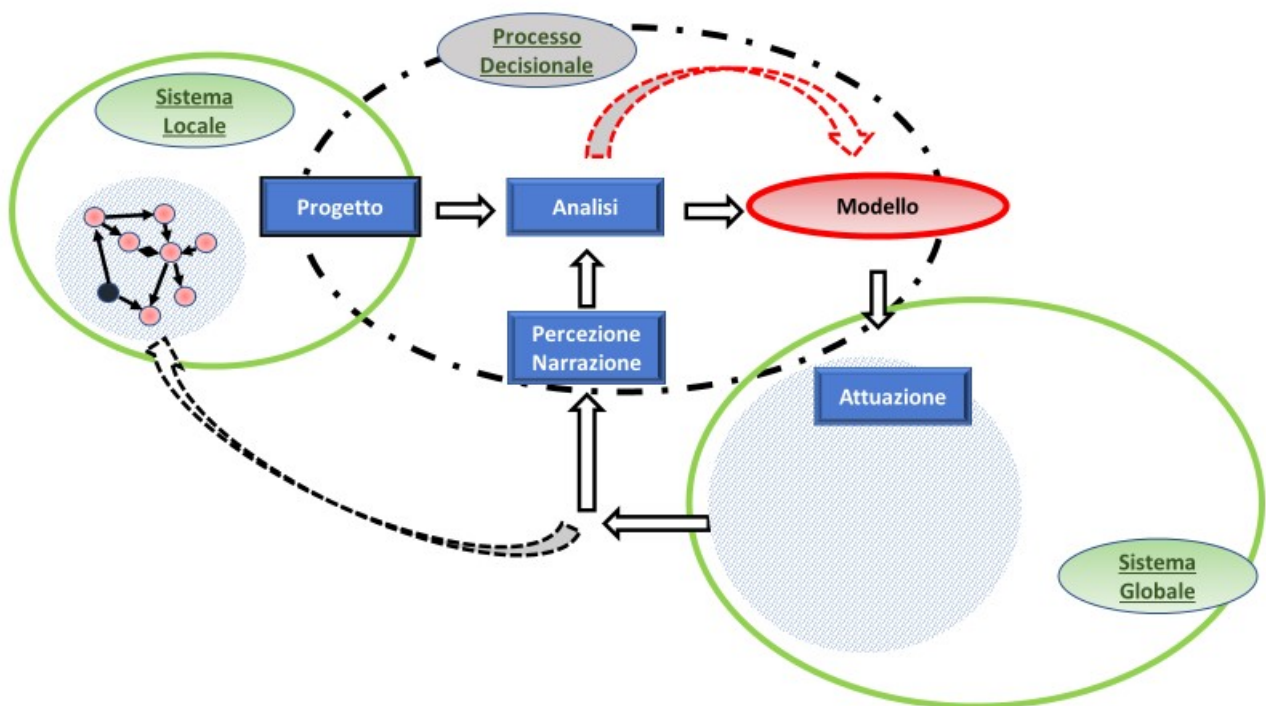 Processo
Decisionale
Sistema
Locale
Progetto
Analisi
Modello
Percezione
Narrazione
Attuazione
Sistema
Globale